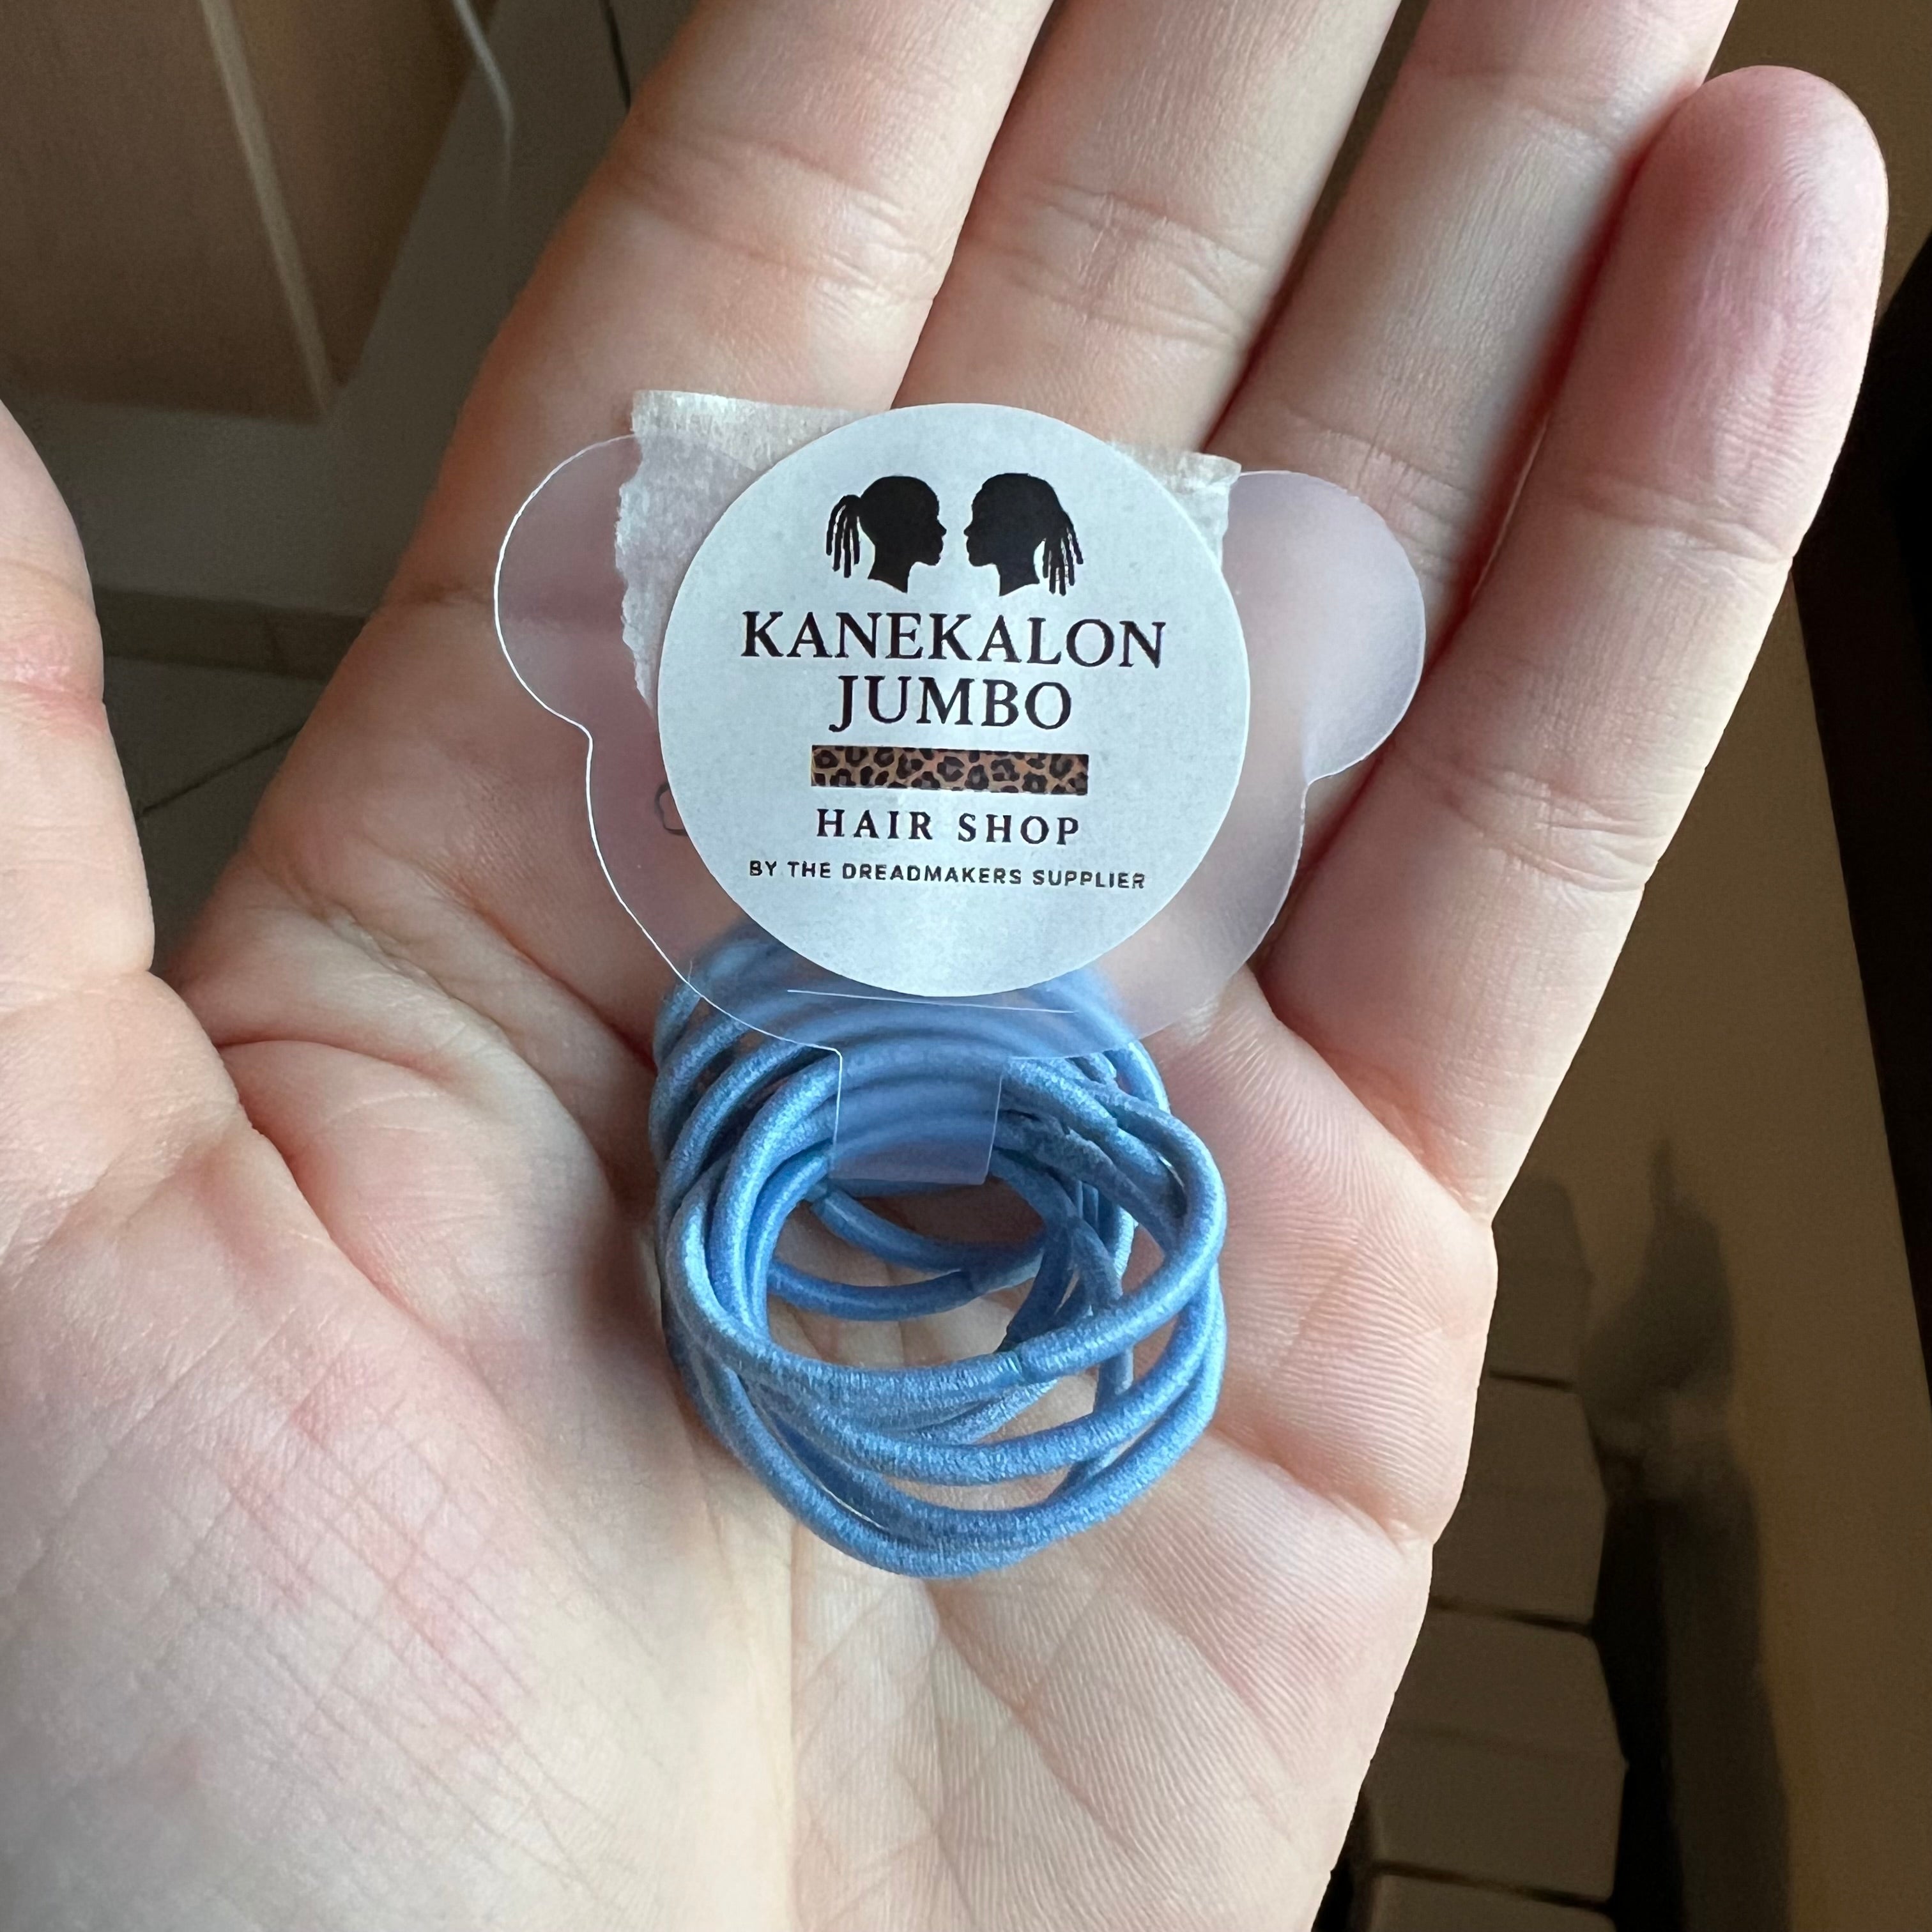 KANEKALON
JUMBO
HAIR SHOP
BY THE DREADMAKERS SUPPLIER